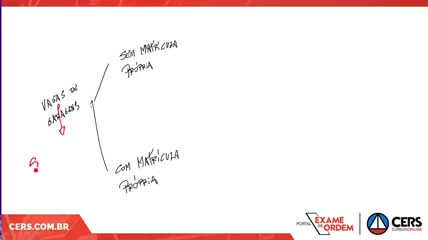 SEM MATRÍCULA
PRÓPRIA
VAGAS DE
GARAGENS
COM MATRÍCULA
PRÓPRIA
CERS.COM.BR
PORTAL
EXAME
DE ORDEM
CERS
CURSOS ONLINE